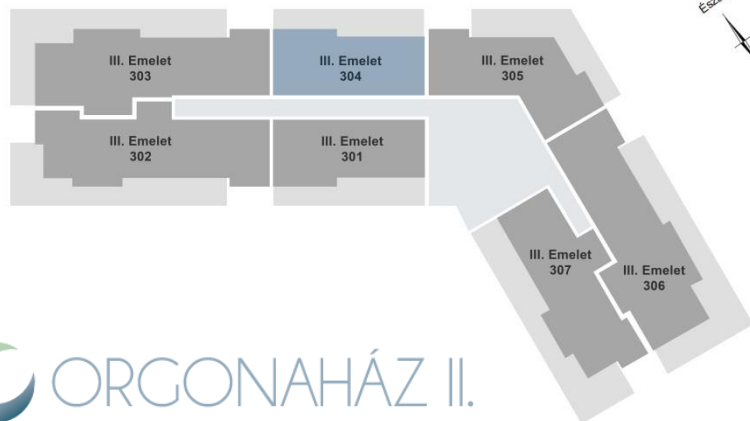 III. Emelet
303
III. Emelet
304
III. Emelet
305
III. Emelet
302
III. Emelet
301
III. Emelet
307
III. Emelet
306
ORGONAHÁZ II.